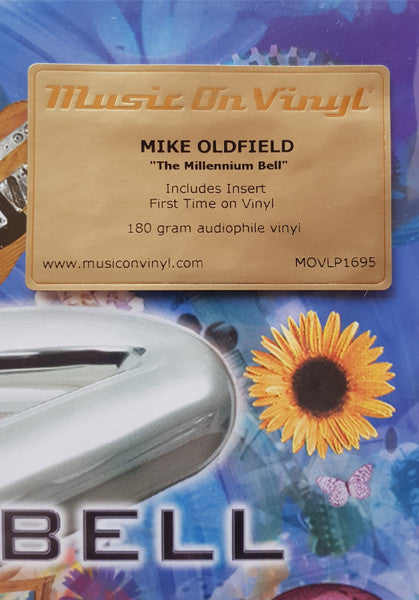 Music On Vinyl®
MIKE OLDFIELD
"The Millennium Bell"
Includes Insert
First Time on Vinyl
180 gram audiophile vinyl
www.musiconvinyl.com MOVLP1695
BELL